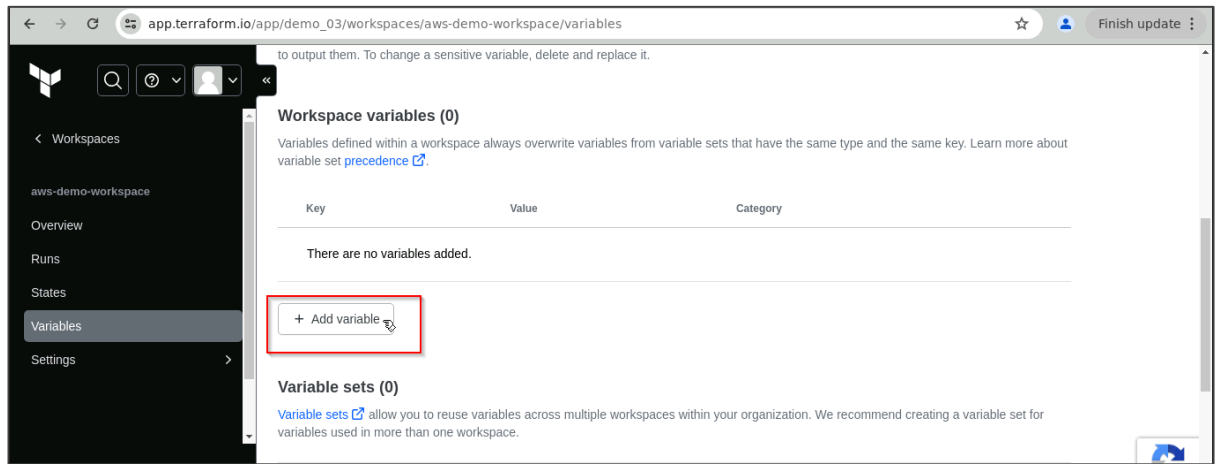 app.terraform.io/app/demo_03/workspaces/aws-demo-workspace/variables
Finish update
to output them. To change a sensitive variable, delete and replace it.
Workspaces
aws-demo-workspace
Overview
Runs
States
Variables
Settings
Workspace variables (0)
Variables defined within a workspace always overwrite variables from variable sets that have the same type and the same key. Learn more about
variable set precedence.
Key Value Category
There are no variables added.
+ Add variable
Variable sets (0)
Variable sets allow you to reuse variables across multiple workspaces within your organization. We recommend creating a variable set for
variables used in more than one workspace.